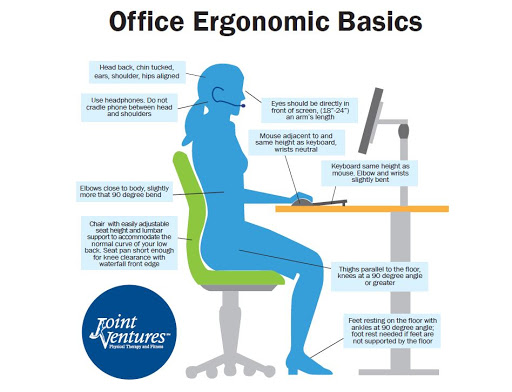 Office Ergonomic Basics
Head back, chin tucked,
ears, shoulder, hips aligned
Use headphones. Do not
cradle phone between head
and shoulders
Eyes should be directly in
front of screen, (18"-24")
an arm's length
Mouse adjacent to and
same height as keyboard,
wrists neutral
Keyboard same height as
mouse. Elbow and wrists
slightly bent
Elbows close to body, slightly
more that 90 degree bend
Chair with easily adjustable
seat height and lumbar
support to accommodate the
normal curve of your low
back. Seat pan short enough
for knee clearance with
waterfall front edge
Thighs parallel to the floor,
knees at a 90 degree angle
or greater
Feet resting on the floor with
ankles at 90 degree angle;
foot rest needed if feet are
not supported by the floor
Joint
Ventures™
Physical Therapy and Fitness